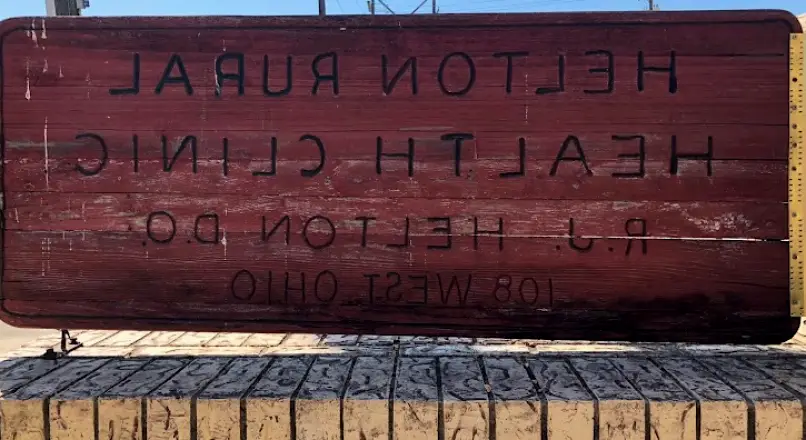 HELTON RURAL
HEALTH CLINIC
R.J. HELTON D.O.
108 WEST OHIO